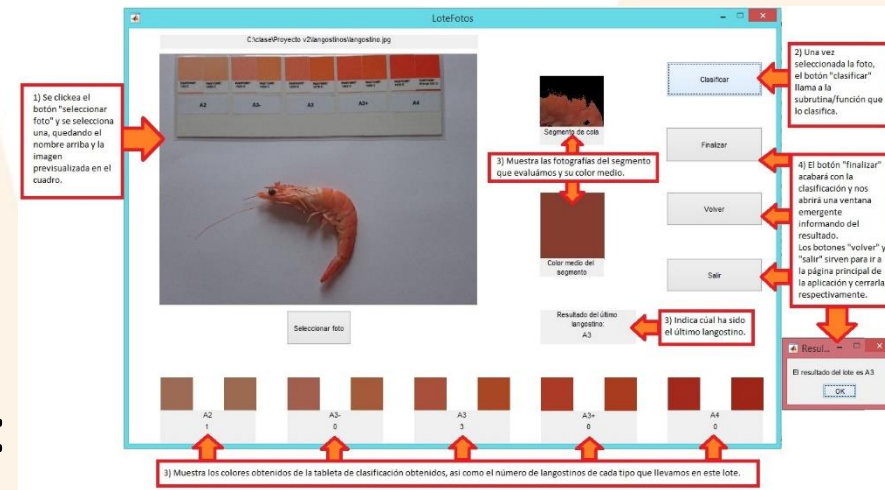 LoteFotos
C:\clase\Proyecto v2\langostinos\langostino.jpg
1) Se clickea el
botón "seleccionar
foto" y se selecciona
una, quedando el
nombre arriba y la
imagen
previsualizada en el
cuadro.
A2
A3-
A3
A3+
A4
Segmento de cola
3) Muestra las fotografías del segmento
que evaluámos y su color medio.
Color medio del
segmento
Clasificar
Finalizar
Volver
Salir
2) Una vez
seleccionada la foto,
el botón "clasificar"
llama a la
subrutina/función que
lo clasifica.
4) El botón "finalizar"
acabará con la
clasificación y nos
abrirá una ventana
emergente
informando del
resultado.
Los botones "volver" y
"salir" sirven para ir a
la página principal de
la aplicación y cerrarla
respectivamente.
Seleccionar foto
Resultado del último
langostino:
A3
3) Indica cúal ha sido
el último langostino.
Resul...
El resultado del lote es A3
OK
A2
1
A3-
0
A3
3
A3+
0
A4
0
3) Muestra los colores obtenidos de la tableta de clasificación obtenidos, asi como el número de langostinos de cada tipo que llevamos en este lote.